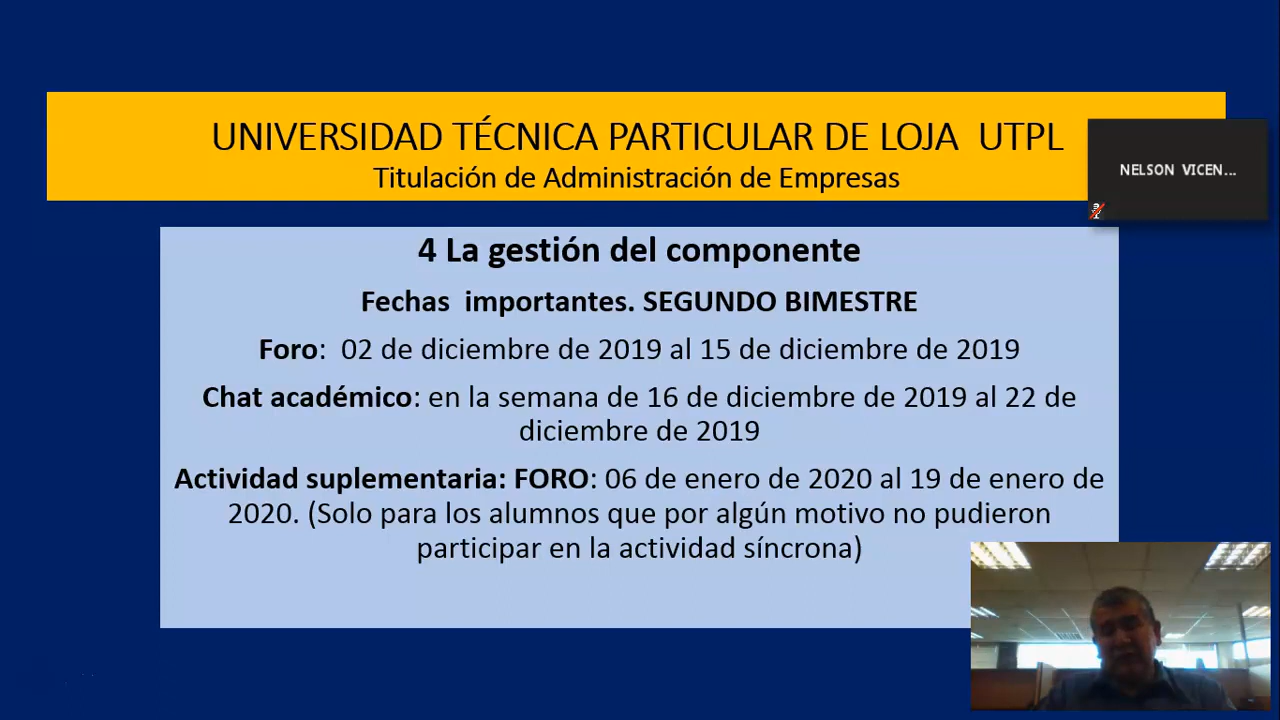 UNIVERSIDAD TÉCNICA PARTICULAR DE LOJA UTPL
Titulación de Administración de Empresas
NELSON VICEN...
4 La gestión del componente
Fechas importantes. SEGUNDO BIMESTRE
Foro: 02 de diciembre de 2019 al 15 de diciembre de 2019
Chat académico: en la semana de 16 de diciembre de 2019 al 22 de
diciembre de 2019
Actividad suplementaria: FORO: 06 de enero de 2020 al 19 de enero de
2020. (Solo para los alumnos que por algún motivo no pudieron
participar en la actividad síncrona)